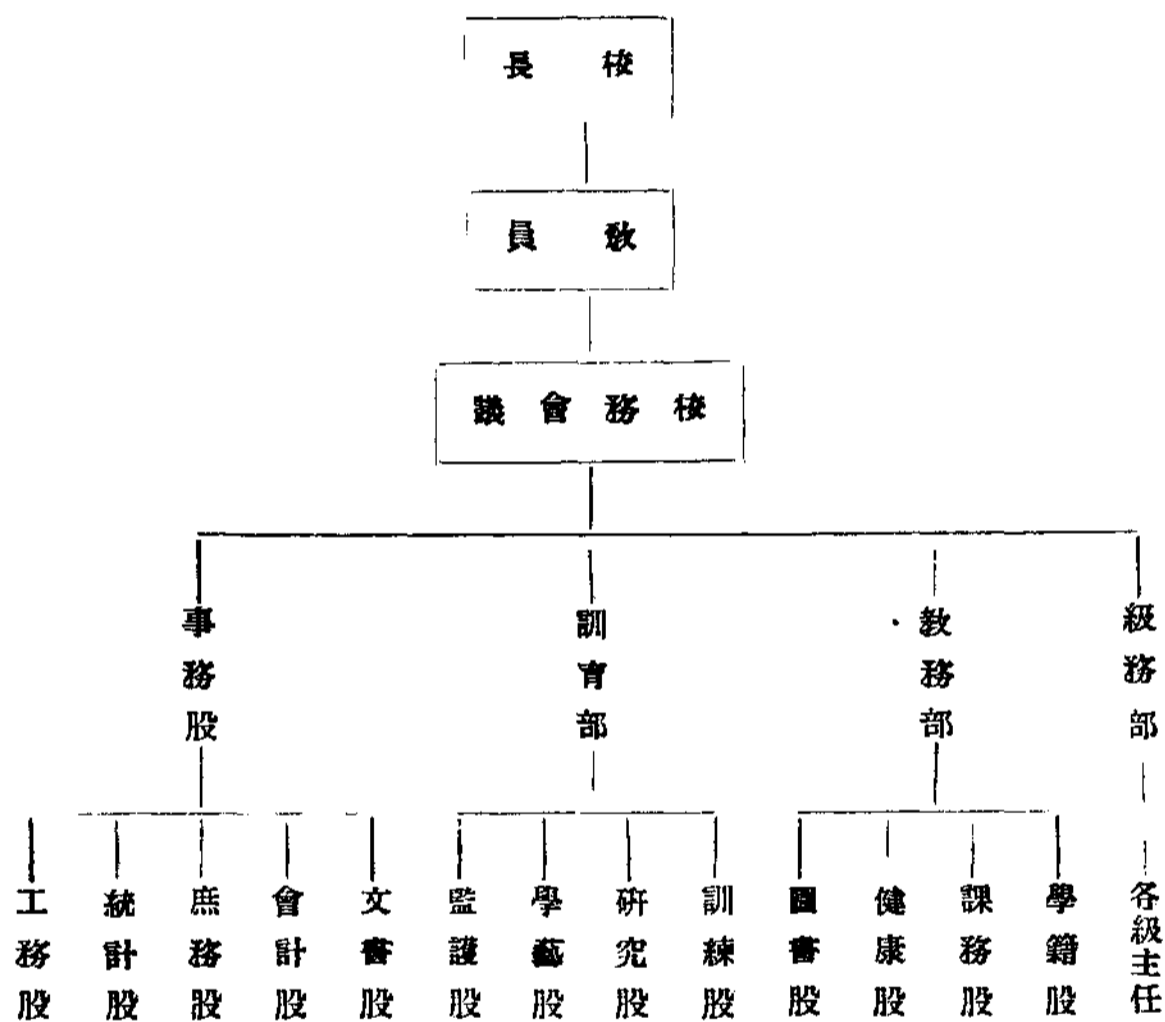 校長
教員
校務會議
級務部
教務部
訓育部
事務股
各級主任
學籍股
課務股
健康股
圖書股
訓練股
研究股
學藝股
監護股
文書股
會計股
庶務股
統計股
工務股